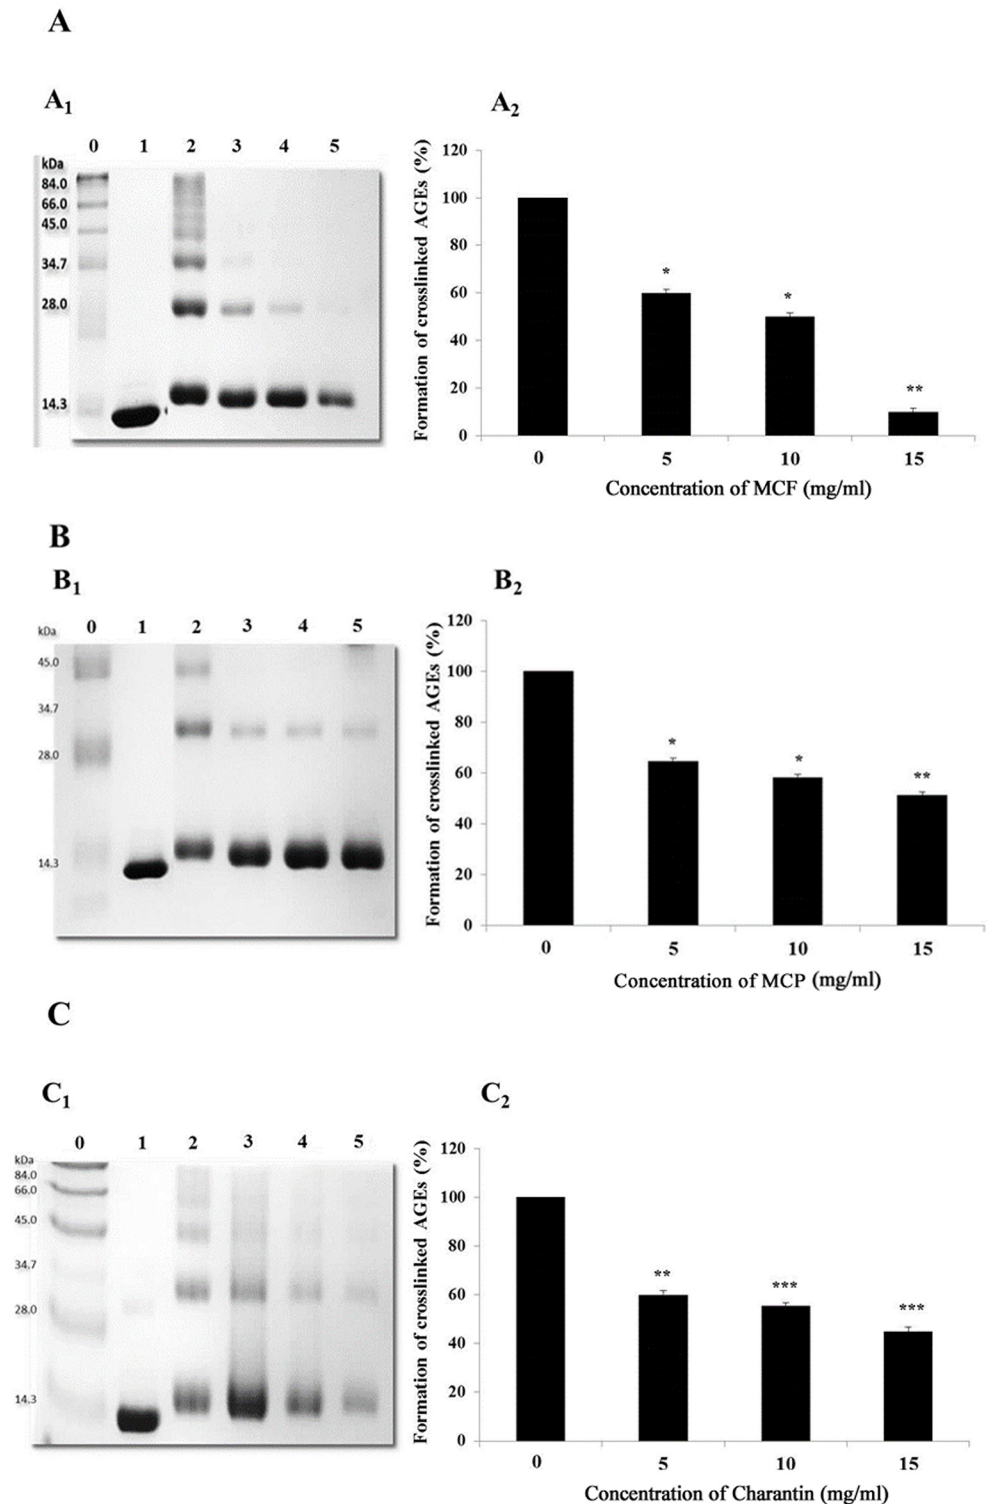 A
A1
A2
0 1 2 3 4 5
kDa
84.0
66.0
45.0
34.7
28.0
14.3
Formation of crosslinked AGEs (%)
120
100
80
60
40
20
0
*
*
**
0 5 10 15
Concentration of MCF (mg/ml)
B
B1
B2
0 1 2 3 4 5
kDa
45.0
34.7
28.0
14.3
Formation of crosslinked AGEs (%)
120
100
80
60
40
20
0
*
*
**
0 5 10 15
Concentration of MCP (mg/ml)
C
C1
C2
0 1 2 3 4 5
kDa
84.0
66.0
45.0
34.7
28.0
14.3
Formation of crosslinked AGEs (%)
120
100
80
60
40
20
0
**
***
***
0 5 10 15
Concentration of Charantin (mg/ml)